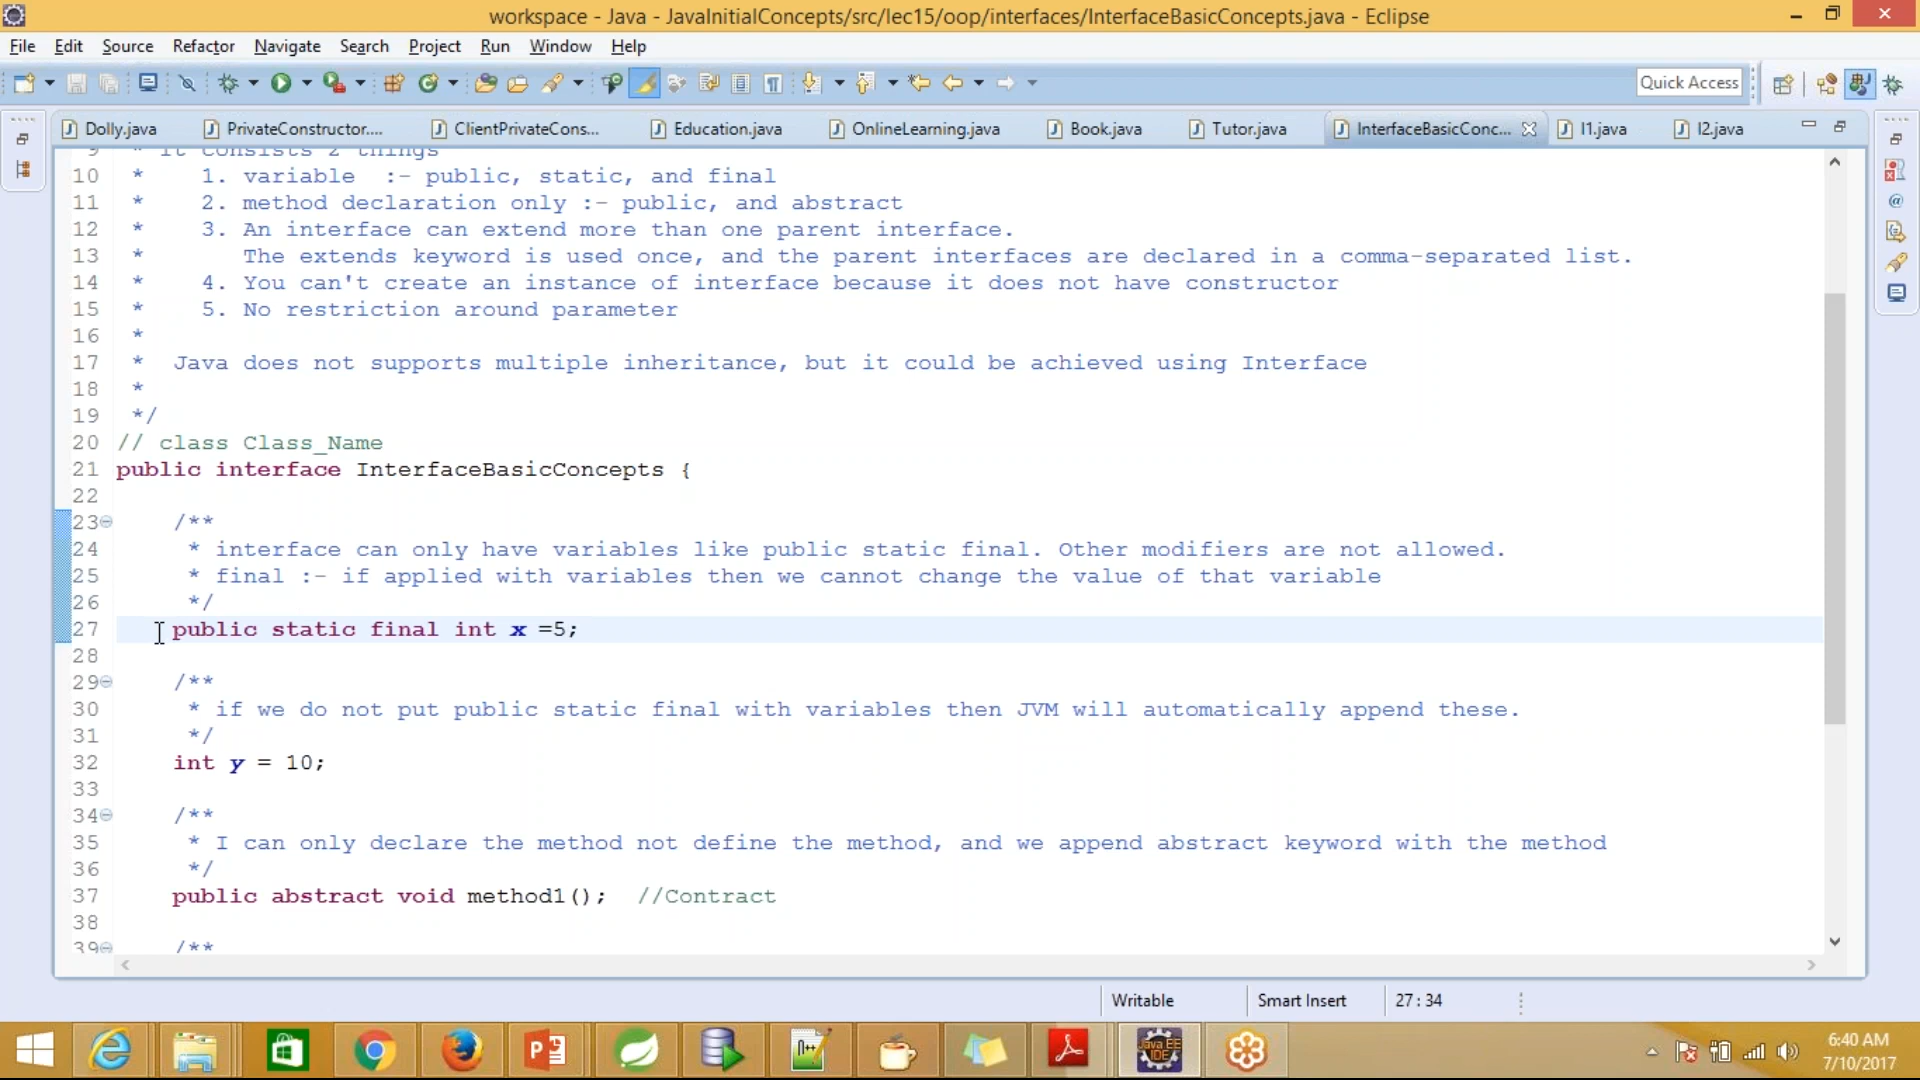 workspace - Java - JavaInitialConcepts/src/lec15/oop/interfaces/InterfaceBasicConcepts.java - Eclipse
File Edit Source Refactor Navigate Search Project Run Window Help
Quick Access
Dolly.java PrivateConstructor.... ClientPrivateCons... Education.java OnlineLearning.java Book.java Tutor.java InterfaceBasicConc... I1.java I2.java
9 * It consists 2 things
10 * 1. variable :- public, static, and final
11 * 2. method declaration only :- public, and abstract
12 * 3. An interface can extend more than one parent interface.
13 * The extends keyword is used once, and the parent interfaces are declared in a comma-separated list.
14 * 4. You can't create an instance of interface because it does not have constructor
15 * 5. No restriction around parameter
16 *
17 * Java does not supports multiple inheritance, but it could be achieved using Interface
18 *
19 */
20 // class Class_Name
21 public interface InterfaceBasicConcepts {
22
23 /**
24 * interface can only have variables like public static final. Other modifiers are not allowed.
25 * final :- if applied with variables then we cannot change the value of that variable
26 */
27 public static final int x =5;
28
29 /**
30 * if we do not put public static final with variables then JVM will automatically append these.
31 */
32 int y = 10;
33
34 /**
35 * I can only declare the method not define the method, and we append abstract keyword with the method
36 */
37 public abstract void method1(); //Contract
38
39 /**
Writable Smart Insert 27 : 34
Java EE
IDE
6:40 AM
7/10/2017